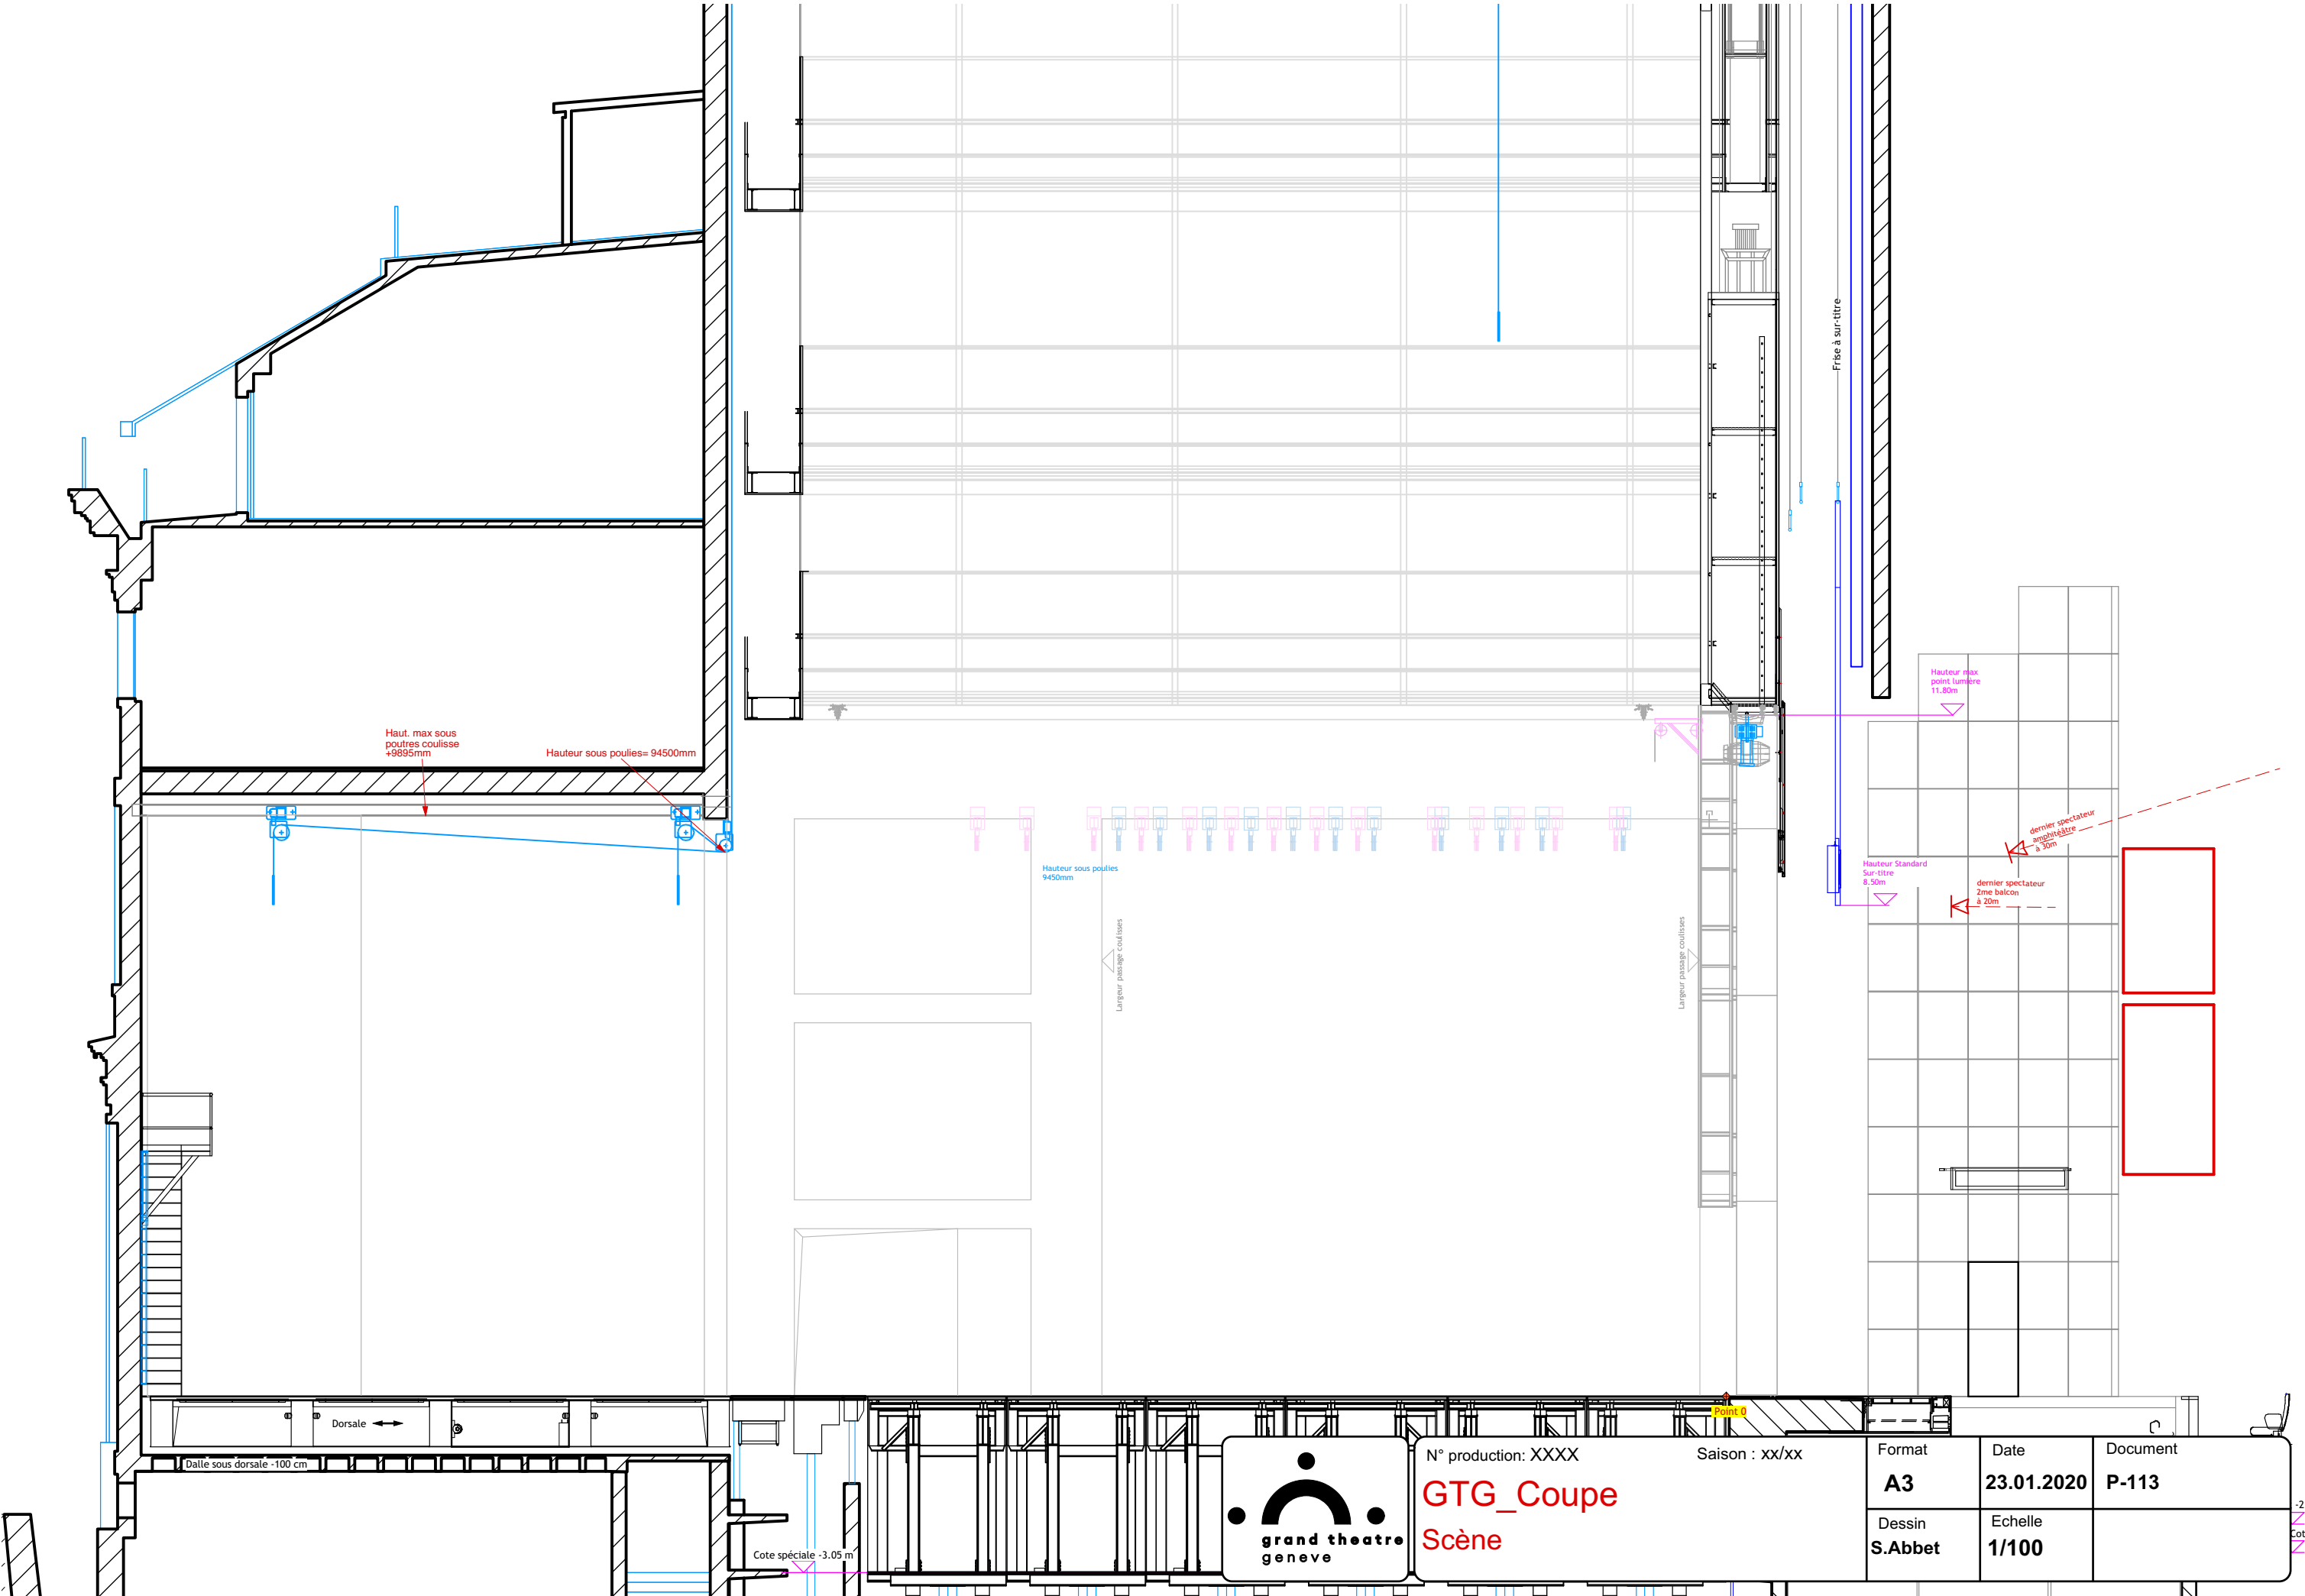 Frise à sur-titre
Hauteur max
point lumière
11.80m
Haut. max sous
poutres coulisse
+9895mm
Hauteur sous poulies= 94500mm
Hauteur sous poulies
9450mm
dernier spectateur
amphitéâtre
à 30m
Hauteur Standard
Sur-titre
8.50m
dernier spectateur
2me balcon
à 20m
Largeur passage coulisses
Largeur passage coulisses
Dorsale
Point 0
Dalle sous dorsale -100 cm
Cote spéciale -3.05 m
grand theatre
geneve
N° production: XXXX
Saison : xx/xx
GTG_Coupe
Scène
Format
A3
Date
23.01.2020
Document
P-113
Dessin
S.Abbet
Echelle
1/100
-2
Cot